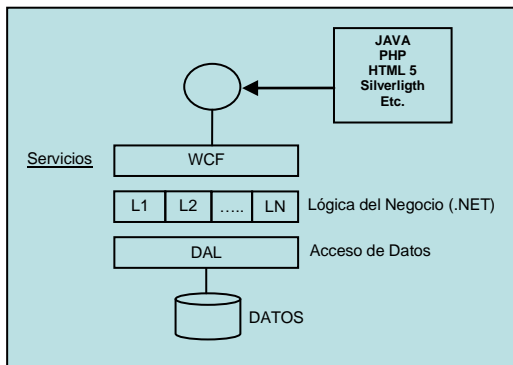 JAVA
PHP
HTML 5
Silverligth
Etc.
Servicios
WCF
L1 L2 ….. LN
Lógica del Negocio (.NET)
DAL
Acceso de Datos
DATOS